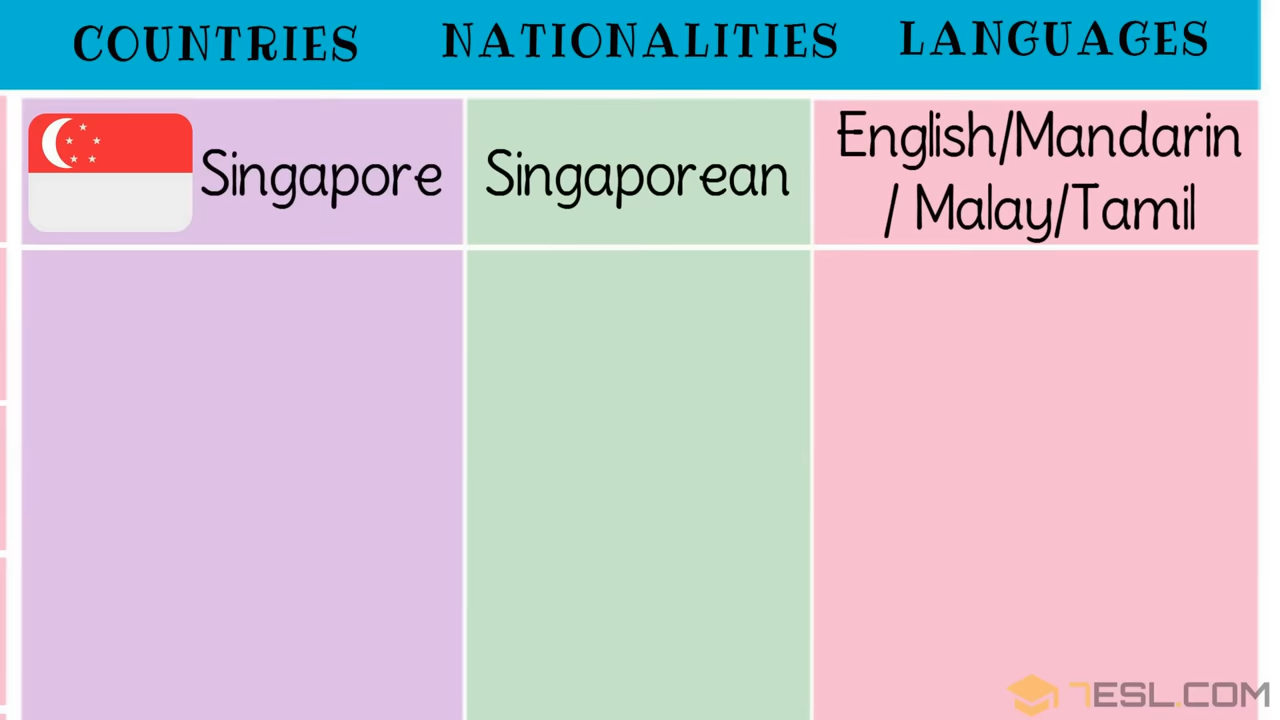 COUNTRIES NATIONALITIES LANGUAGES
Singapore Singaporean English/Mandarin
/ Malay/Tamil
7ESL.COM